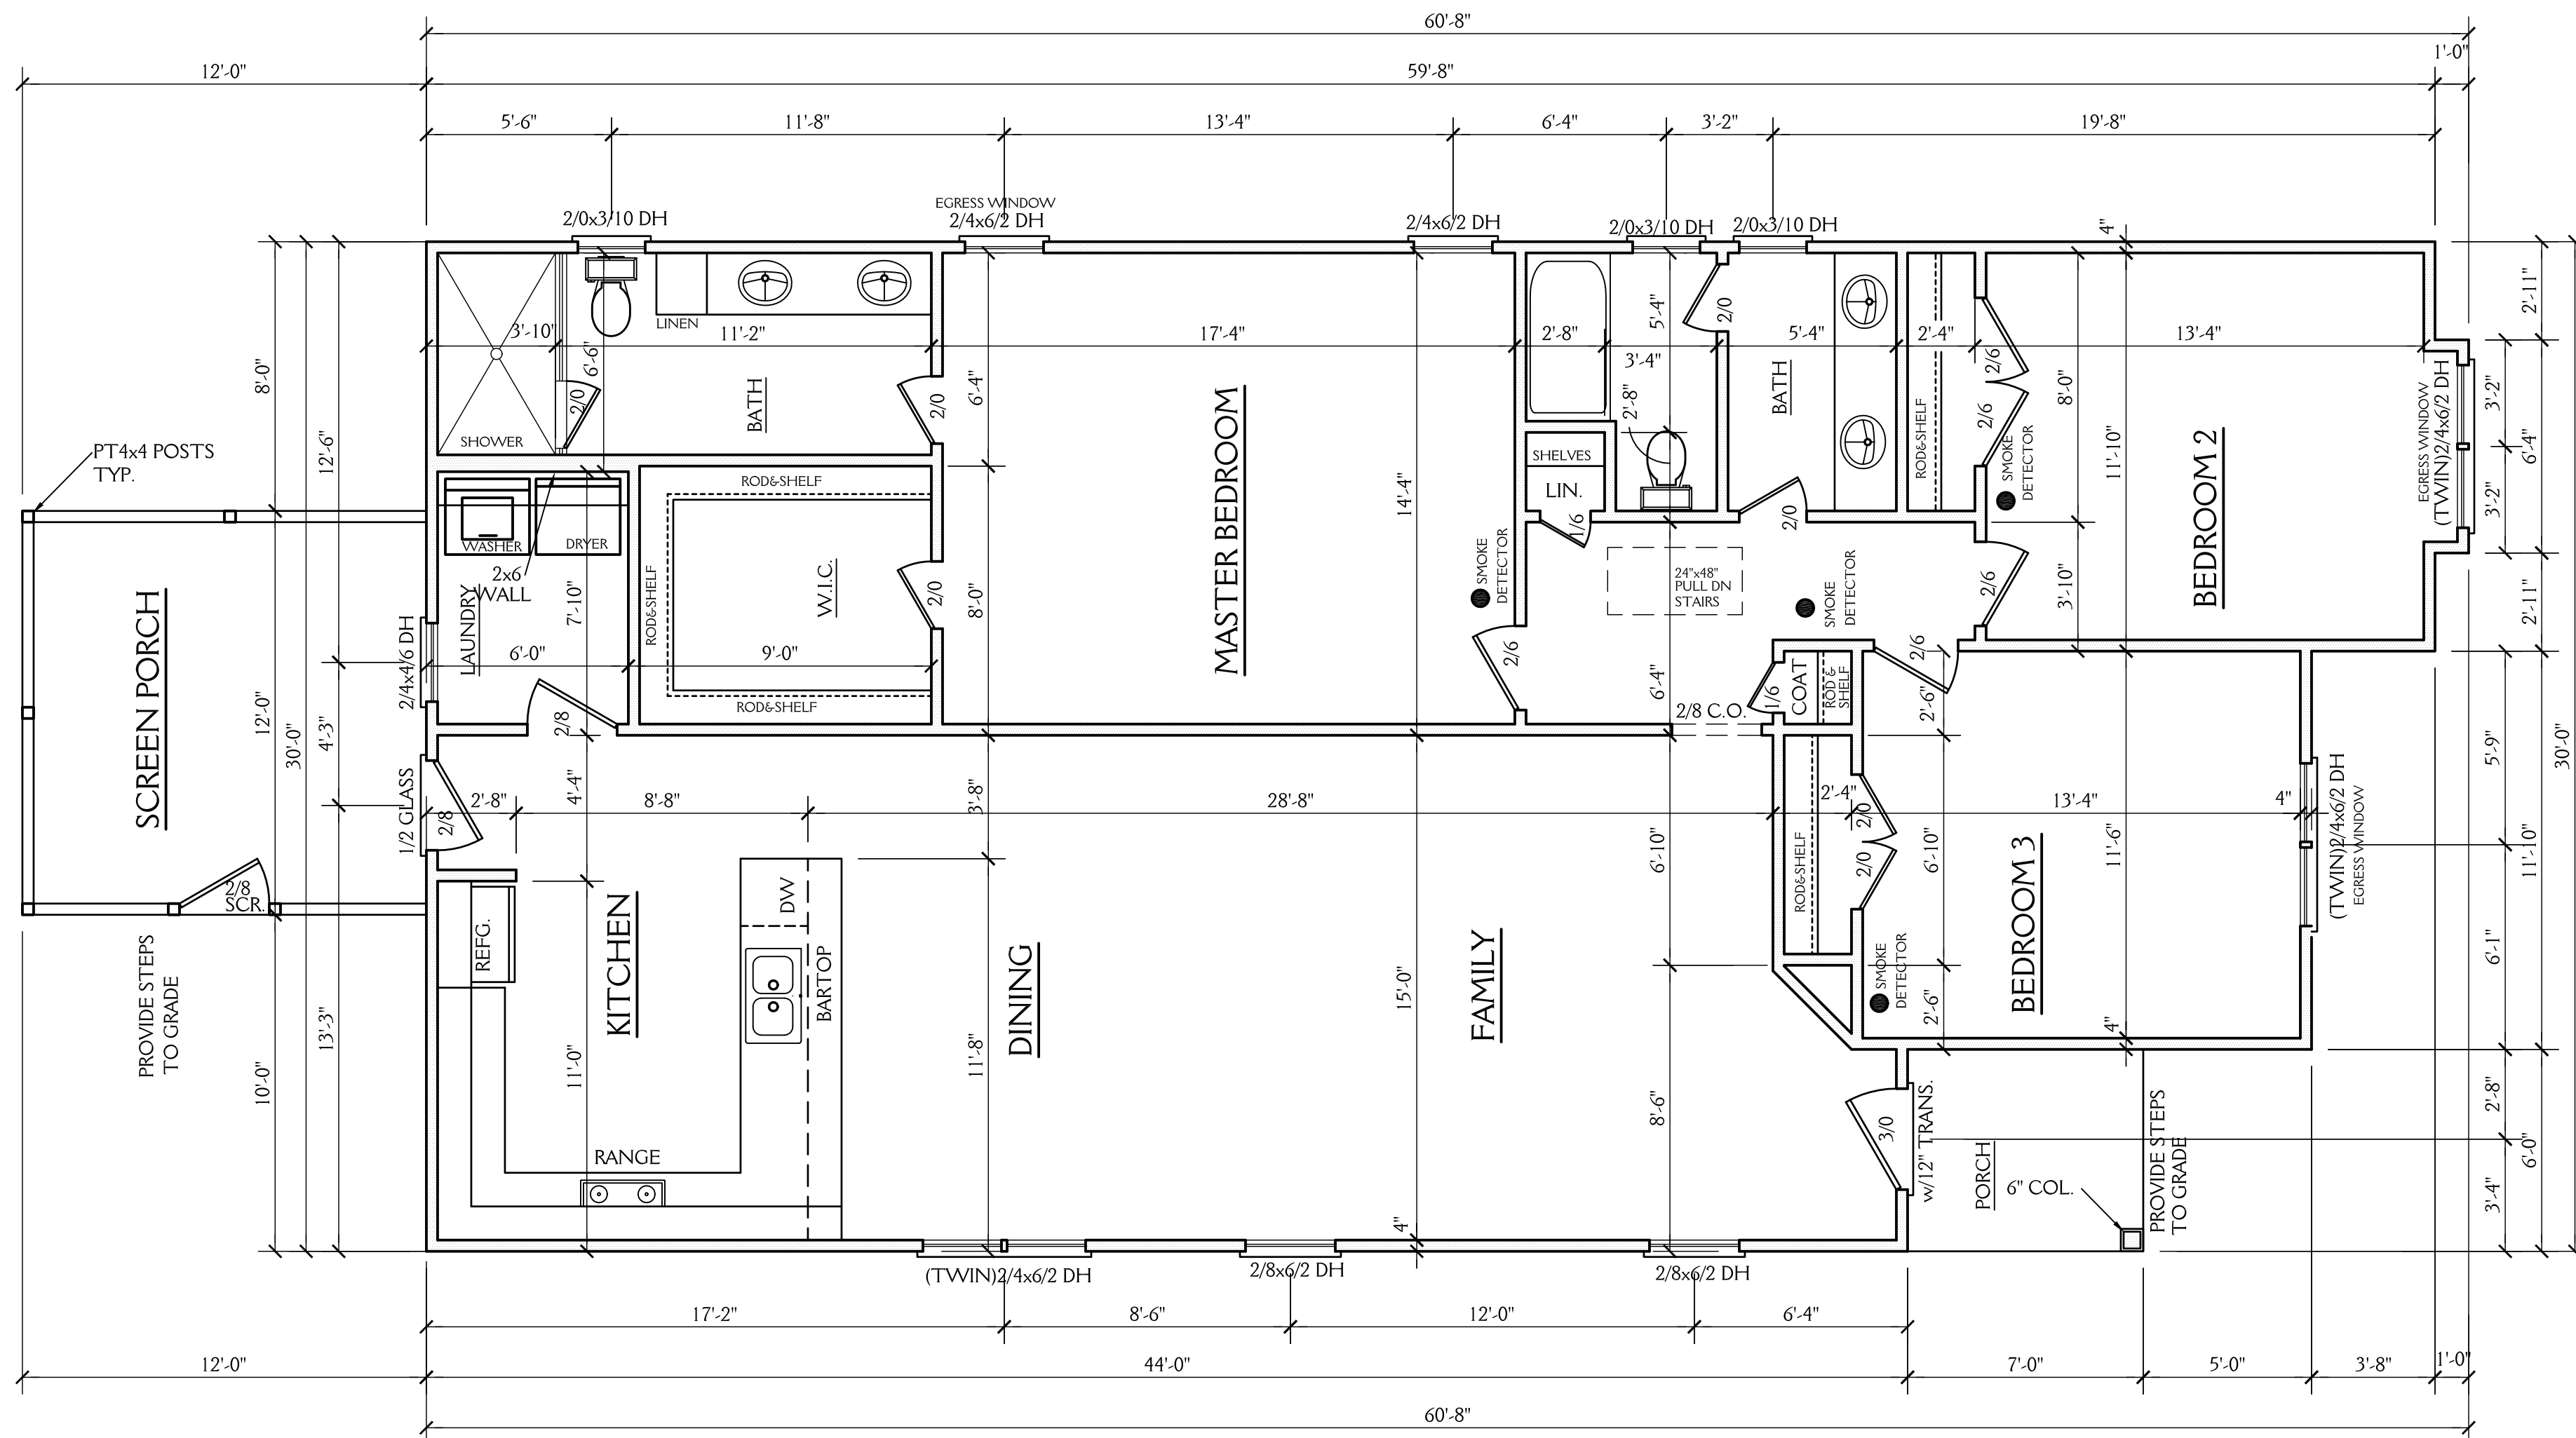 60'-8"
1'-0"
12'-0"
59'-8"
5'-6"
11'-8"
13'-4"
6'-4"
3'-2"
19'-8"
EGRESS WINDOW
2/0x3/10 DH
2/4x6/2 DH
2/4x6/2 DH
2/0x3/10 DH
2/0x3/10 DH
4"
2'-11"
3'-10"
LINEN
11'-2"
17'-4"
2'-8"
3'-4"
5'-4"
2'-4"
13'-4"
6'-6"
5'-4"
2/0
8'-0"
12'-6"
2/0
SHOWER
BATH
2/0
6'-4"
MASTER BEDROOM
14'-4"
2'-8"
BATH
ROD&SHELF
2/6
2/6
8'-0"
11'-10"
SMOKE
DETECTOR
BEDROOM 2
EGRESS WINDOW
(TWIN)2/4x6/2 DH
3'-2"
3'-2"
6'-4"
PT4x4 POSTS
TYP.
SHELVES
LIN.
1/6
2/0
ROD&SHELF
WASHER
DRYER
2x6
WALL
LAUNDRY
7'-10"
ROD&SHELF
W.I.C.
2/0
8'-0"
SMOKE
DETECTOR
24"x48"
PULL DN
STAIRS
SMOKE
DETECTOR
2/6
3'-10"
2'-11"
SCREEN PORCH
2/4x4/6 DH
6'-0"
9'-0"
ROD&SHELF
2/6
6'-4"
2/6
COAT
1/6
ROD &
SHELF
2'-6"
2/8 C.O.
12'-0"
30'-0"
4'-3"
2/8
1/2 GLASS
2/8
2'-8"
4'-4"
8'-8"
3'-8"
28'-8"
2'-4"
2/0
2/0
13'-4"
4"
(TWIN)2/4x6/2 DH
EGRESS WINDOW
5'-9"
30'-0"
2/8
SCR.
REFG.
KITCHEN
DW
BARTOP
DINING
15'-0"
FAMILY
6'-10"
ROD&SHELF
6'-10"
11'-6"
BEDROOM 3
11'-10"
6'-1"
SMOKE
DETECTOR
2'-6"
4"
PROVIDE STEPS
TO GRADE
13'-3"
10'-0"
11'-0"
11'-8"
8'-6"
3/0
w/12" TRANS.
PORCH
6" COL.
PROVIDE STEPS
TO GRADE
2'-8"
6'-0"
3'-4"
RANGE
4"
(TWIN)2/4x6/2 DH
2/8x6/2 DH
2/8x6/2 DH
17'-2"
8'-6"
12'-0"
6'-4"
12'-0"
44'-0"
7'-0"
5'-0"
3'-8"
1'-0"
60'-8"